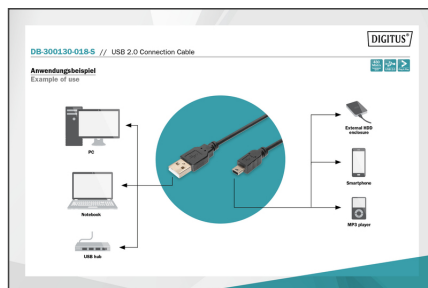 DIGITUS®
DB-300130-018-S // USB 2.0 Connection Cable
Anwendungsbeispiel
Example of use
PC
Notebook
USB hub
External HDD
enclosure
Smartphone
MP3 player